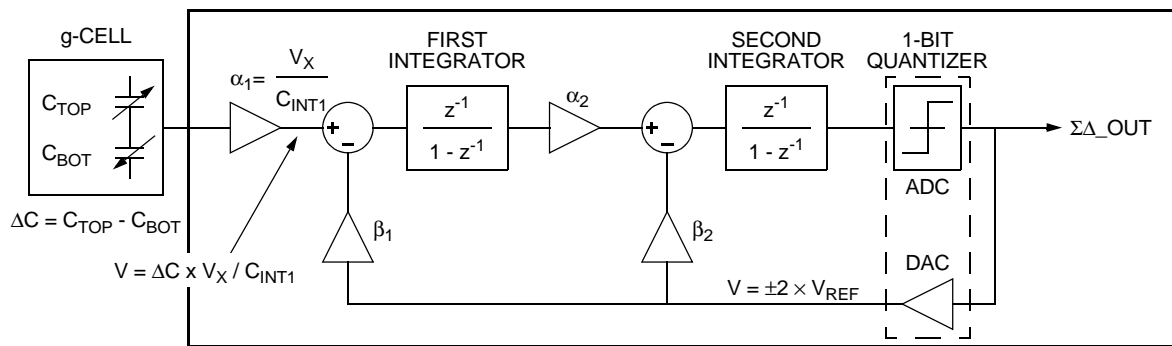 g-CELL
C_TOP
C_BOT
ΔC = C_TOP - C_BOT
α₁= V_X / C_INT1
V = ΔC x V_X / C_INT1
+
-
β₁
FIRST
INTEGRATOR
z⁻¹
1 - z⁻¹
α₂
+
-
β₂
SECOND
INTEGRATOR
z⁻¹
1 - z⁻¹
1-BIT
QUANTIZER
ADC
DAC
V = ±2 × V_REF
ΣΔ_OUT